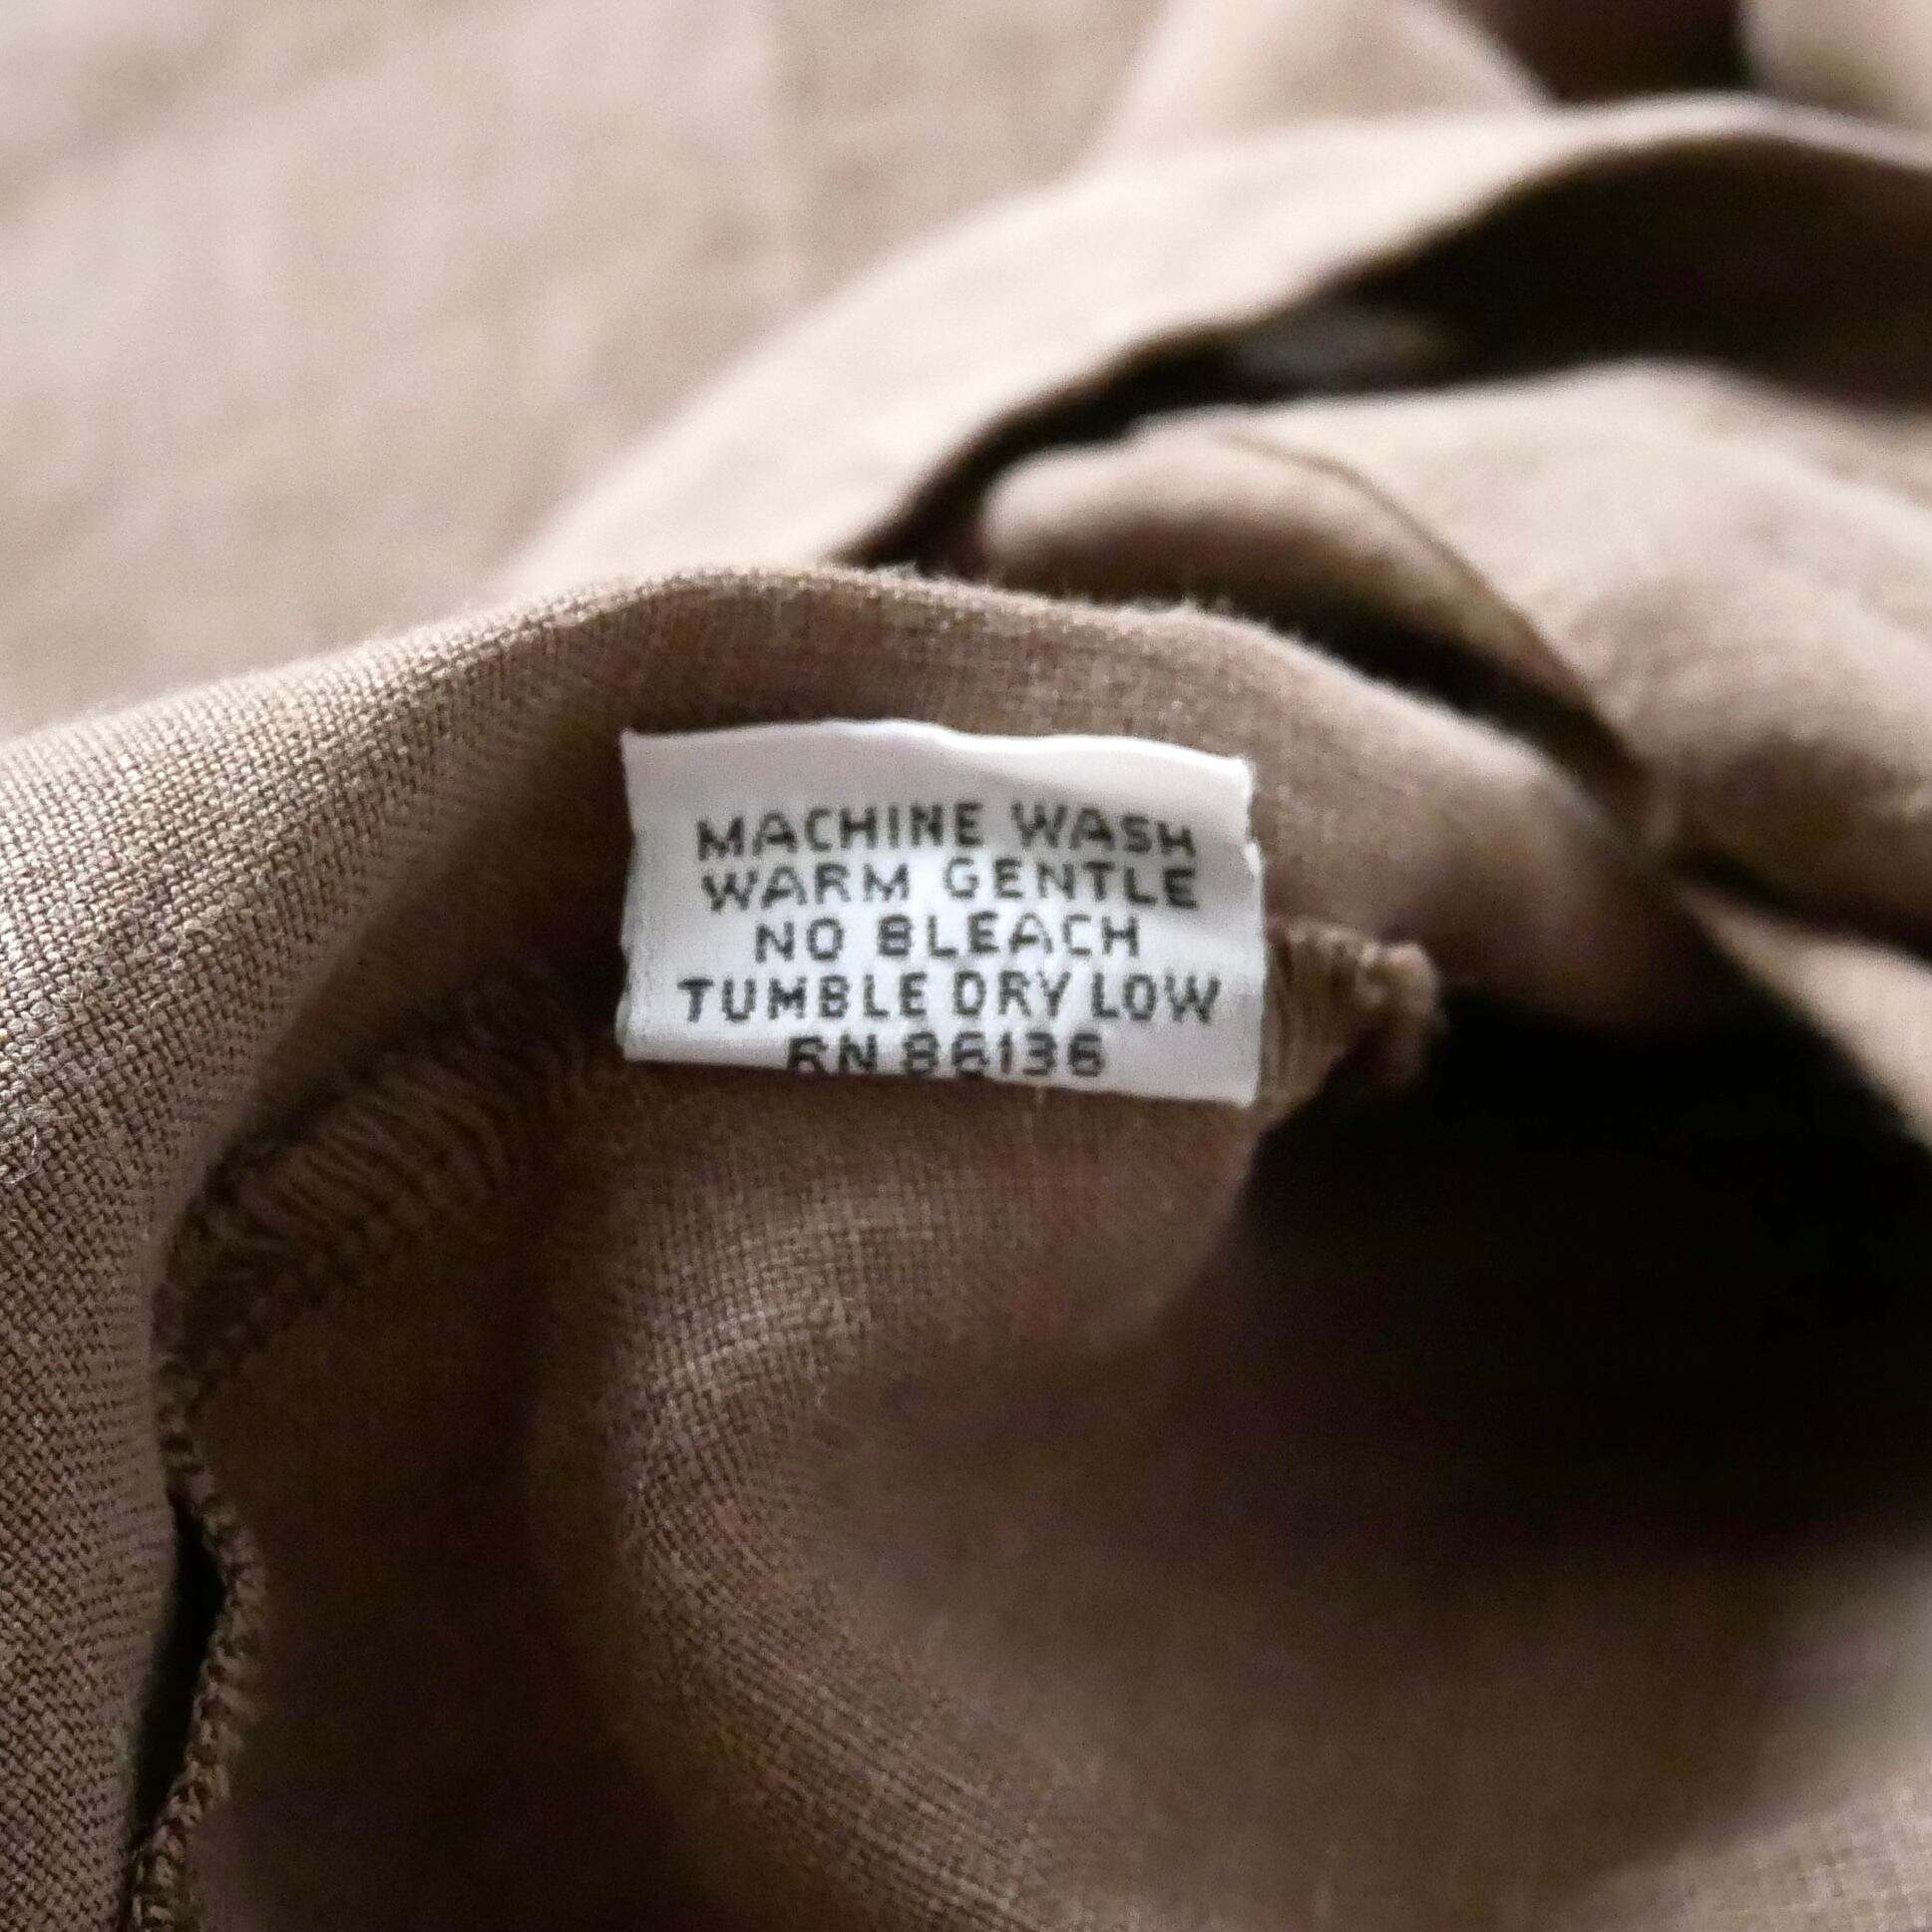 MACHINE WASH
WARM GENTLE
NO BLEACH
TUMBLE DRY LOW
RN 86136